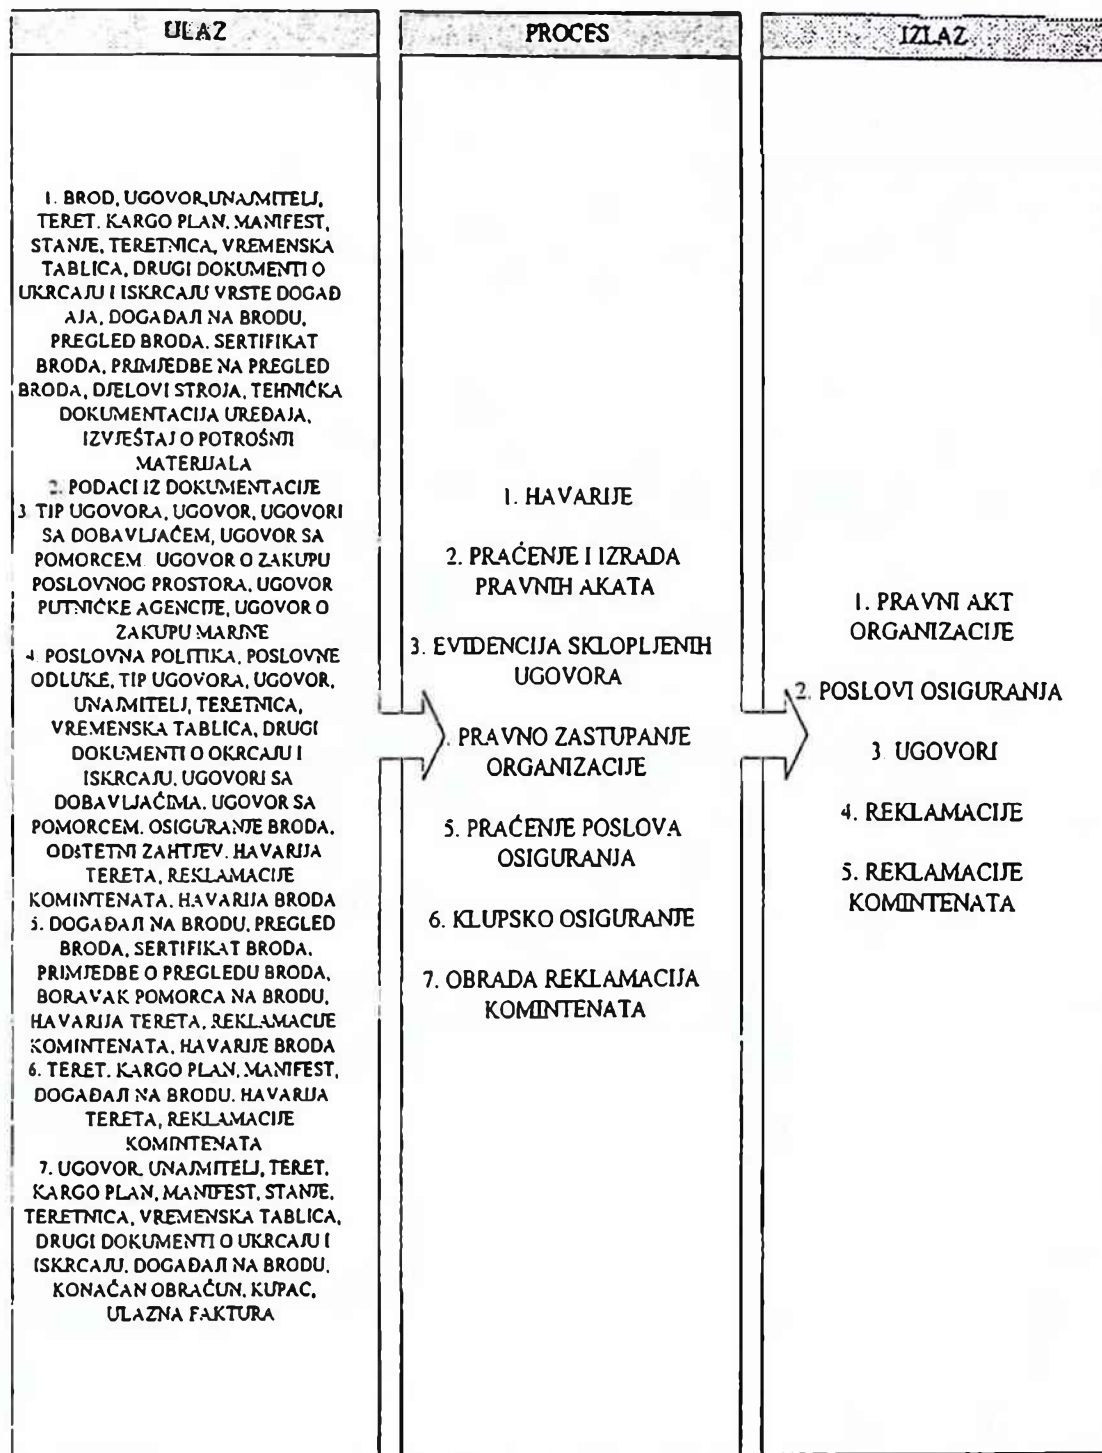 ULAZ
1. BROD, UGOVOR,UNAJMITELJ,
TERET. KARGO PLAN, MANIFEST,
STANJE, TERETNICA, VREMENSKA
TABLICA, DRUGI DOKUMENTI O
UKRCAJU I ISKRCAJU VRSTE DOGAĐ
AJA, DOGAĐAJI NA BRODU,
PREGLED BRODA, SERTIFIKAT
BRODA, PRIMJEDBE NA PREGLED
BRODA, DJELOVI STROJA, TEHNIČKA
DOKUMENTACIJA UREĐAJA,
IZVJEŠTAJ O POTROŠNJI
MATERIJALA
2. PODACI IZ DOKUMENTACIJE
3. TIP UGOVORA, UGOVOR, UGOVORI
SA DOBAVLJAČEM, UGOVOR SA
POMORCEM. UGOVOR O ZAKUPU
POSLOVNOG PROSTORA, UGOVOR
PUTNIČKE AGENCIJE, UGOVOR O
ZAKUPU MARINE
4. POSLOVNA POLITIKA, POSLOVNE
ODLUKE, TIP UGOVORA, UGOVOR,
UNAJMITELJ, TERETNICA,
VREMENSKA TABLICA, DRUGI
DOKUMENTI O OKRCAJU I
ISKRCAJU, UGOVORI SA
DOBAVLJAČIMA, UGOVOR SA
POMORCEM. OSIGURANJE BRODA,
ODŠTETNI ZAHTJEV. HAVARIJA
TERETA, REKLAMACIJE
KOMINTENATA, HAVARIJA BRODA
5. DOGAĐAJI NA BRODU, PREGLED
BRODA, SERTIFIKAT BRODA,
PRIMJEDBE O PREGLEDU BRODA,
BORAVAK POMORCA NA BRODU,
HAVARIJA TERETA, REKLAMACIJE
KOMINTENATA, HAVARIJE BRODA
6. TERET. KARGO PLAN, MANIFEST,
DOGAĐAJI NA BRODU, HAVARIJA
TERETA, REKLAMACIJE
KOMINTENATA
7. UGOVOR, UNAJMITELJ, TERET,
KARGO PLAN, MANIFEST, STANJE,
TERETNICA, VREMENSKA TABLICA,
DRUGI DOKUMENTI O UKRCAJU I
ISKRCAJU, DOGAĐAJI NA BRODU,
KONAČAN OBRAČUN, KUPAC,
ULAZNA FAKTURA
PROCES
1. HAVARIJE
2. PRAĆENJE I IZRADA
PRAVNIH AKATA
3. EVIDENCIJA SKLOPLJENIH
UGOVORA
. PRAVNO ZASTUPANJE
ORGANIZACIJE
5. PRAĆENJE POSLOVA
OSIGURANJA
6. KLUPSKO OSIGURANJE
7. OBRADA REKLAMACIJA
KOMINTENATA
IZLAZ
1. PRAVNI AKT
ORGANIZACIJE
2. POSLOVI OSIGURANJA
3. UGOVORI
4. REKLAMACIJE
5. REKLAMACIJE
KOMINTENATA